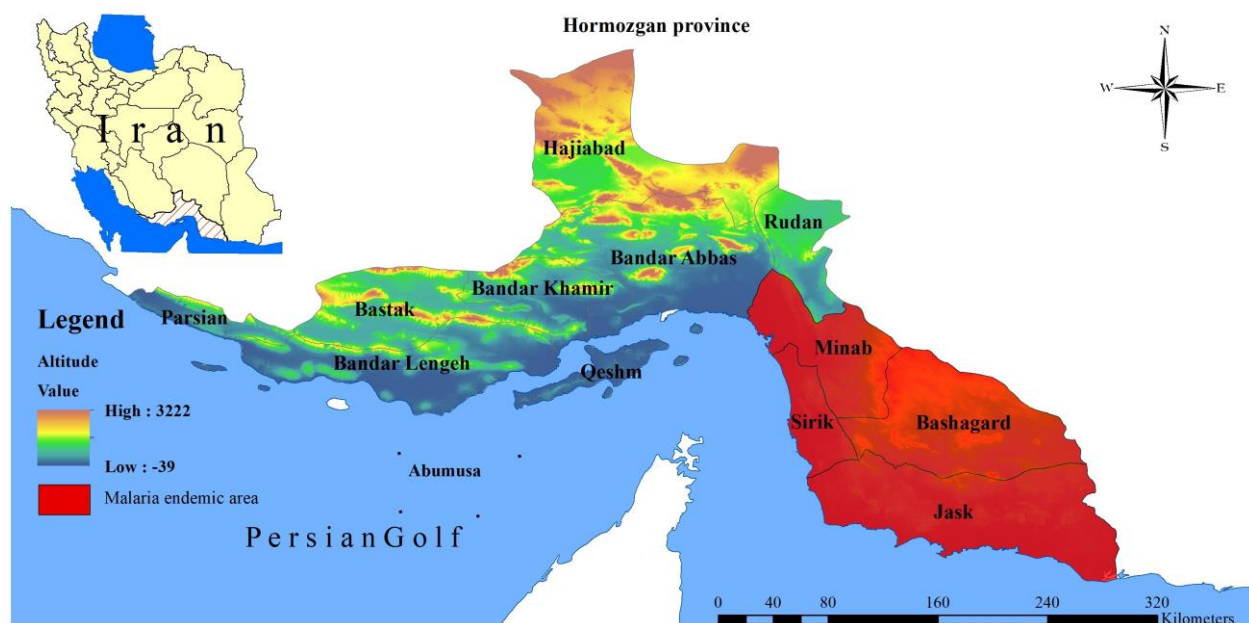 Hormozgan province
N
W E
S
Iran
Hajiabad
Rudan
Bandar Abbas
Bandar Khamir
Bastak
Parsian
Bandar Lengeh
Qeshm
Minab
Sirik
Bashagard
Jask
Abumusa
PersianGolf
Legend
Altitude
Value
High : 3222
Low : -39
Malaria endemic area
0 40 80 160 240 320
Kilometers